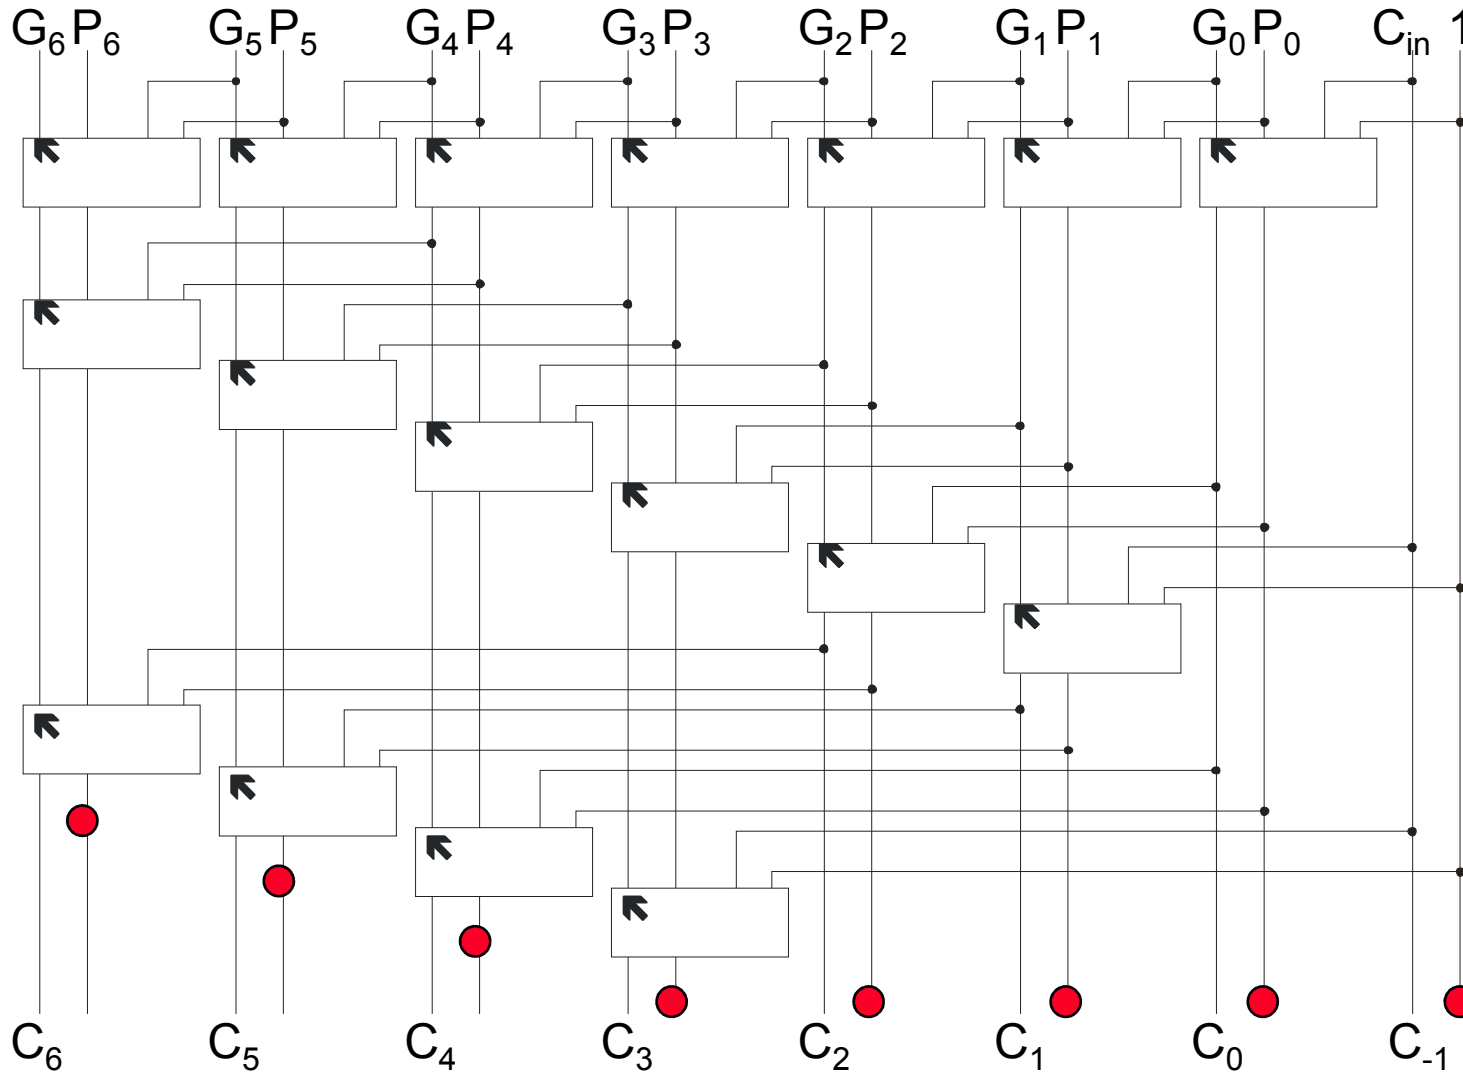 G₆ P₆ G₅ P₅ G₄ P₄ G₃ P₃ G₂ P₂ G₁ P₁ G₀ P₀ Cᵢₙ 1
C₆ C₅ C₄ C₃ C₂ C₁ C₀ C₋₁